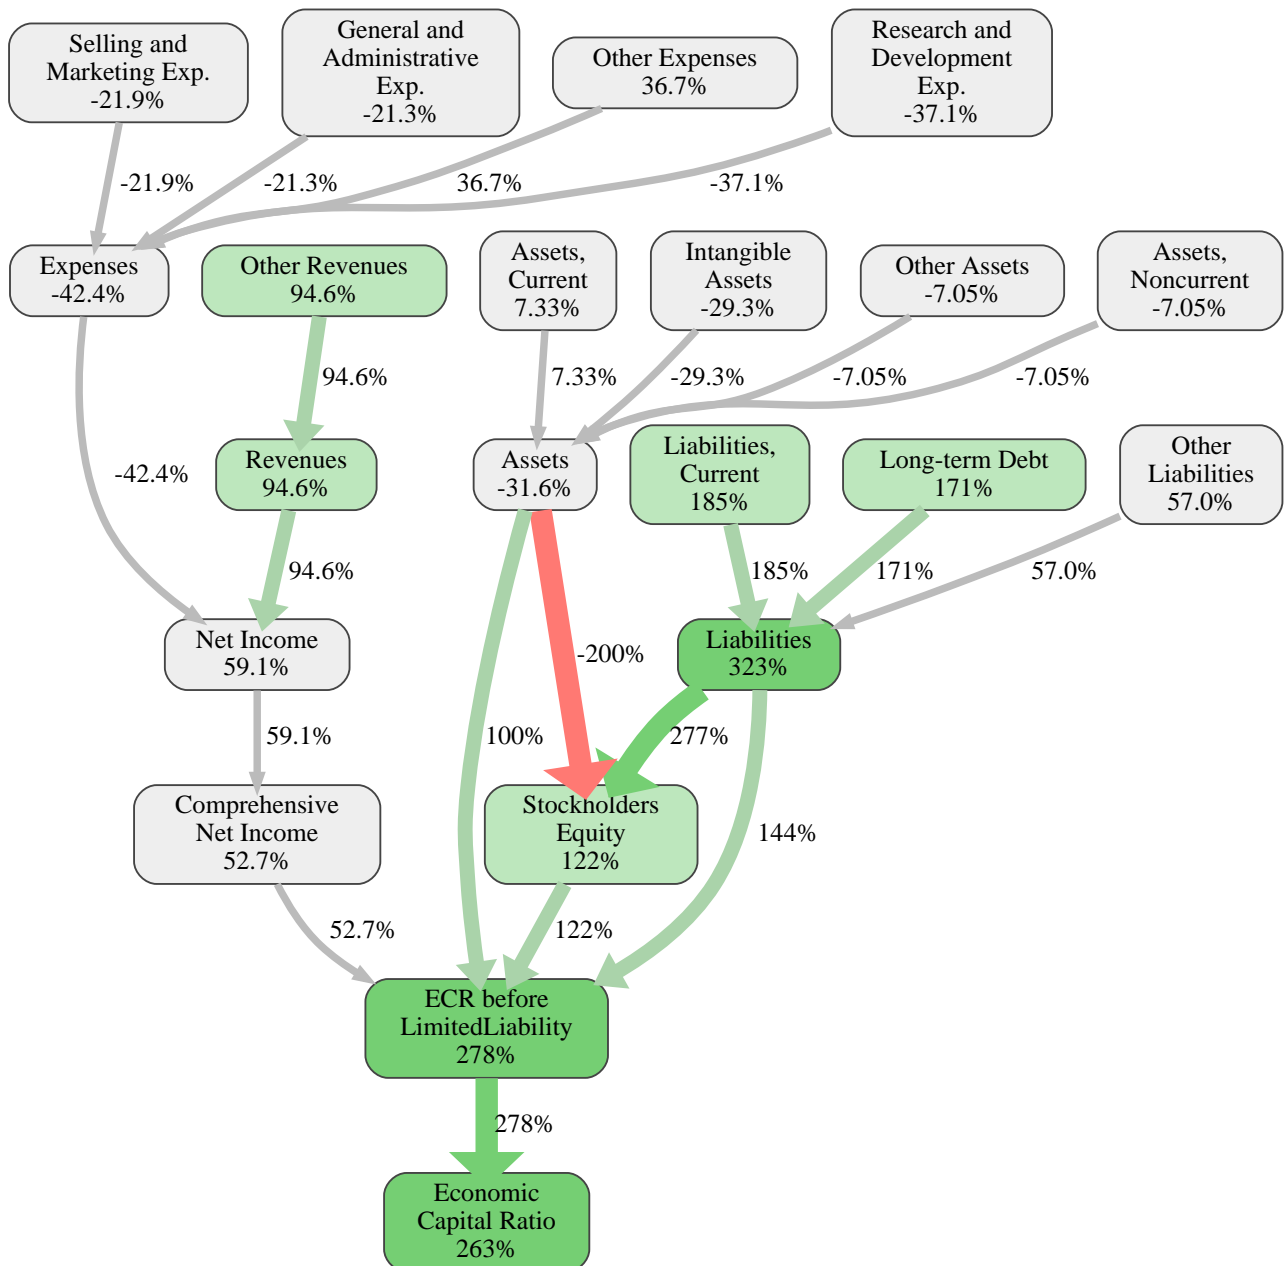 Selling and
Marketing Exp.
-21.9%
General and
Administrative
Exp.
-21.3%
Other Expenses
36.7%
Research and
Development
Exp.
-37.1%
-21.9%
-21.3%
36.7%
-37.1%
Expenses
-42.4%
Other Revenues
94.6%
Assets,
Current
7.33%
Intangible
Assets
-29.3%
Other Assets
-7.05%
Assets,
Noncurrent
-7.05%
94.6%
7.33%
-29.3%
-7.05%
-7.05%
-42.4%
Revenues
94.6%
Assets
-31.6%
Liabilities,
Current
185%
Long-term Debt
171%
Other
Liabilities
57.0%
94.6%
185%
171%
57.0%
Net Income
59.1%
-200%
Liabilities
323%
59.1%
100%
277%
Comprehensive
Net Income
52.7%
Stockholders
Equity
122%
144%
52.7%
122%
ECR before
LimitedLiability
278%
278%
Economic
Capital Ratio
263%